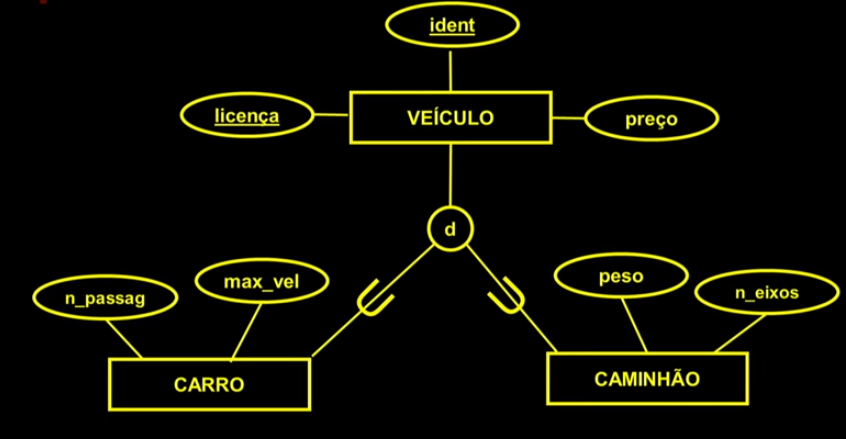 ident
licença
VEÍCULO
preço
d
n_passag
max_vel
peso
n_eixos
CARRO
CAMINHÃO